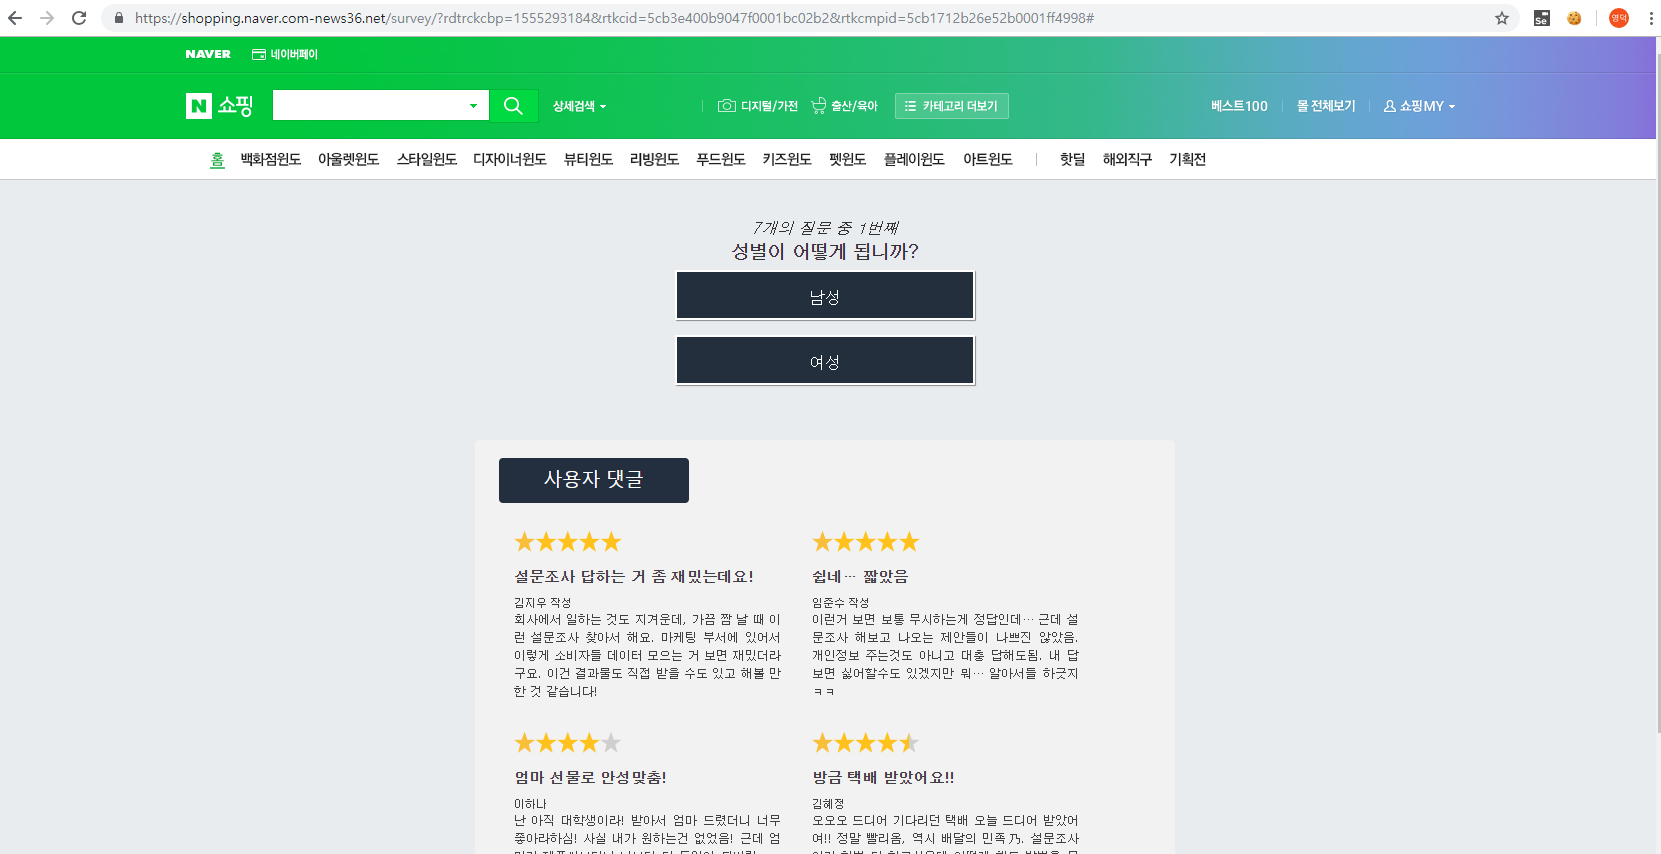 https://shopping.naver.com-news36.net/survey/?rdtrckcbp=1555293184&rtkcid=5cb3e400b9047f0001bc02b2&rtkcmpid=5cb1712b26e52b0001ff4998#
Se
영덕
NAVER 네이버페이
N 쇼핑 상세검색 디지털/가전 출산/육아 카테고리 더보기 베스트100 몰 전체보기 쇼핑MY
홈 백화점윈도 아울렛윈도 스타일윈도 디자이너윈도 뷰티윈도 리빙윈도 푸드윈도 키즈윈도 펫윈도 플레이윈도 아트윈도 핫딜 해외직구 기획전
7개의 질문 중 1번째
성별이 어떻게 됩니까?
남성
여성
사용자 댓글
설문조사 답하는 거 좀 재밌는데요!
김지우 작성
회사에서 일하는 것도 지겨운데, 가끔 짬 날 때 이
런 설문조사 찾아서 해요. 마케팅 부서에 있어서
이렇게 소비자들 데이터 모으는 거 보면 재밌더라
구요. 이건 결과물도 직접 받을 수도 있고 해볼 만
한 것 같습니다!
쉽네… 짧았음
임준수 작성
이런거 보면 보통 무시하는게 정답인데… 근데 설
문조사 해보고 나오는 제안들이 나쁘진 않았음.
개인정보 주는것도 아니고 대충 답해도됨. 내 답
보면 싫어할수도 있겠지만 뭐… 알아서들 하긋지
ㅋㅋ
엄마 선물로 안성맞춤!
이하나
난 아직 대학생이라! 받아서 엄마 드렸더니 너무
좋아라하심! 사실 내가 원하는건 없었음! 근데 엄
방금 택배 받았어요!!
김혜정
오오오 드디어 기다리던 택배 오늘 드디어 받았어
여!! 정말 빨리옴, 역시 배달의 민족乃. 설문조사